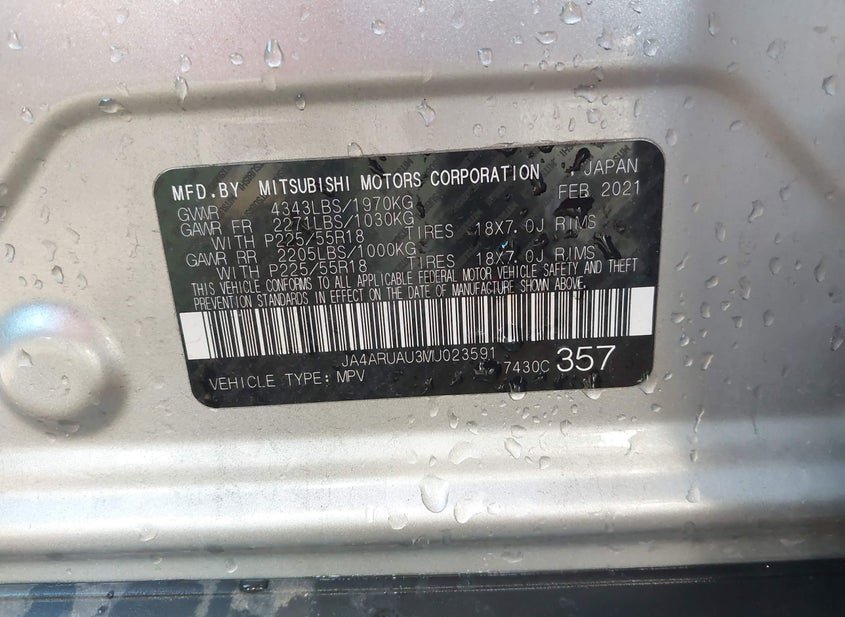 MFD.BY MITSUBISHI MOTORS CORPORATION JAPAN
FEB 2021
GVWR 4343LBS/1970KG
GAWR FR 2271LBS/1030KG
WITH P225/55R18 TIRES 18X7.0J RIMS
GAWR RR 2205LBS/1000KG
WITH P225/55R18 TIRES 18X7.0J RIMS
THIS VEHICLE CONFORMS TO ALL APPLICABLE FEDERAL MOTOR VEHICLE SAFETY AND THEFT
PREVENTION STANDARDS IN EFFECT ON THE DATE OF MANUFACTURE SHOWN ABOVE.
JA4ARUAU3MU023591
VEHICLE TYPE: MPV 7430C 357